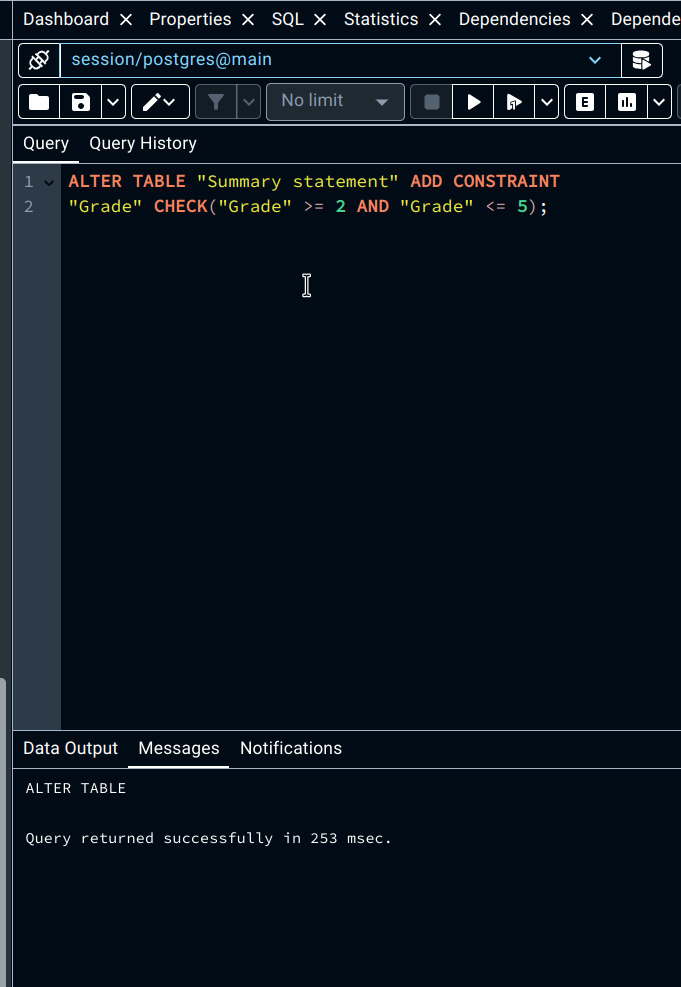 Dashboard Properties SQL Statistics Dependencies Depende
session/postgres@main
No limit E
Query Query History
1 ALTER TABLE "Summary statement" ADD CONSTRAINT
2 "Grade" CHECK("Grade" >= 2 AND "Grade" <= 5);
Data Output Messages Notifications
ALTER TABLE
Query returned successfully in 253 msec.